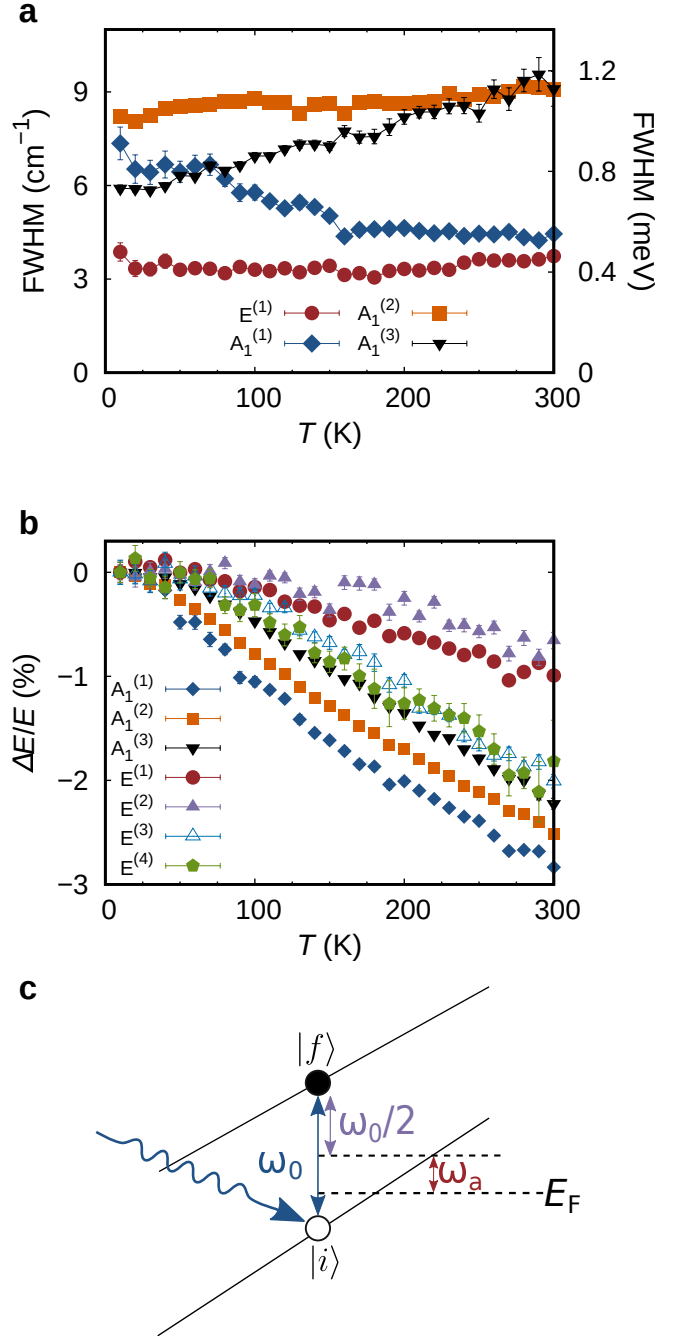 a
9
6
3
0
FWHM (cm⁻¹)
1.2
0.8
0.4
0
FWHM (meV)
E⁽¹⁾ A₁⁽²⁾
A₁⁽¹⁾ A₁⁽³⁾
0 100 200 300
T (K)
b
0
−1
−2
−3
ΔE/E (%)
A₁⁽¹⁾
A₁⁽²⁾
A₁⁽³⁾
E⁽¹⁾
E⁽²⁾
E⁽³⁾
E⁽⁴⁾
0 100 200 300
T (K)
c
|f⟩
ω₀/2
ω₀
ωₐ
E_F
|i⟩